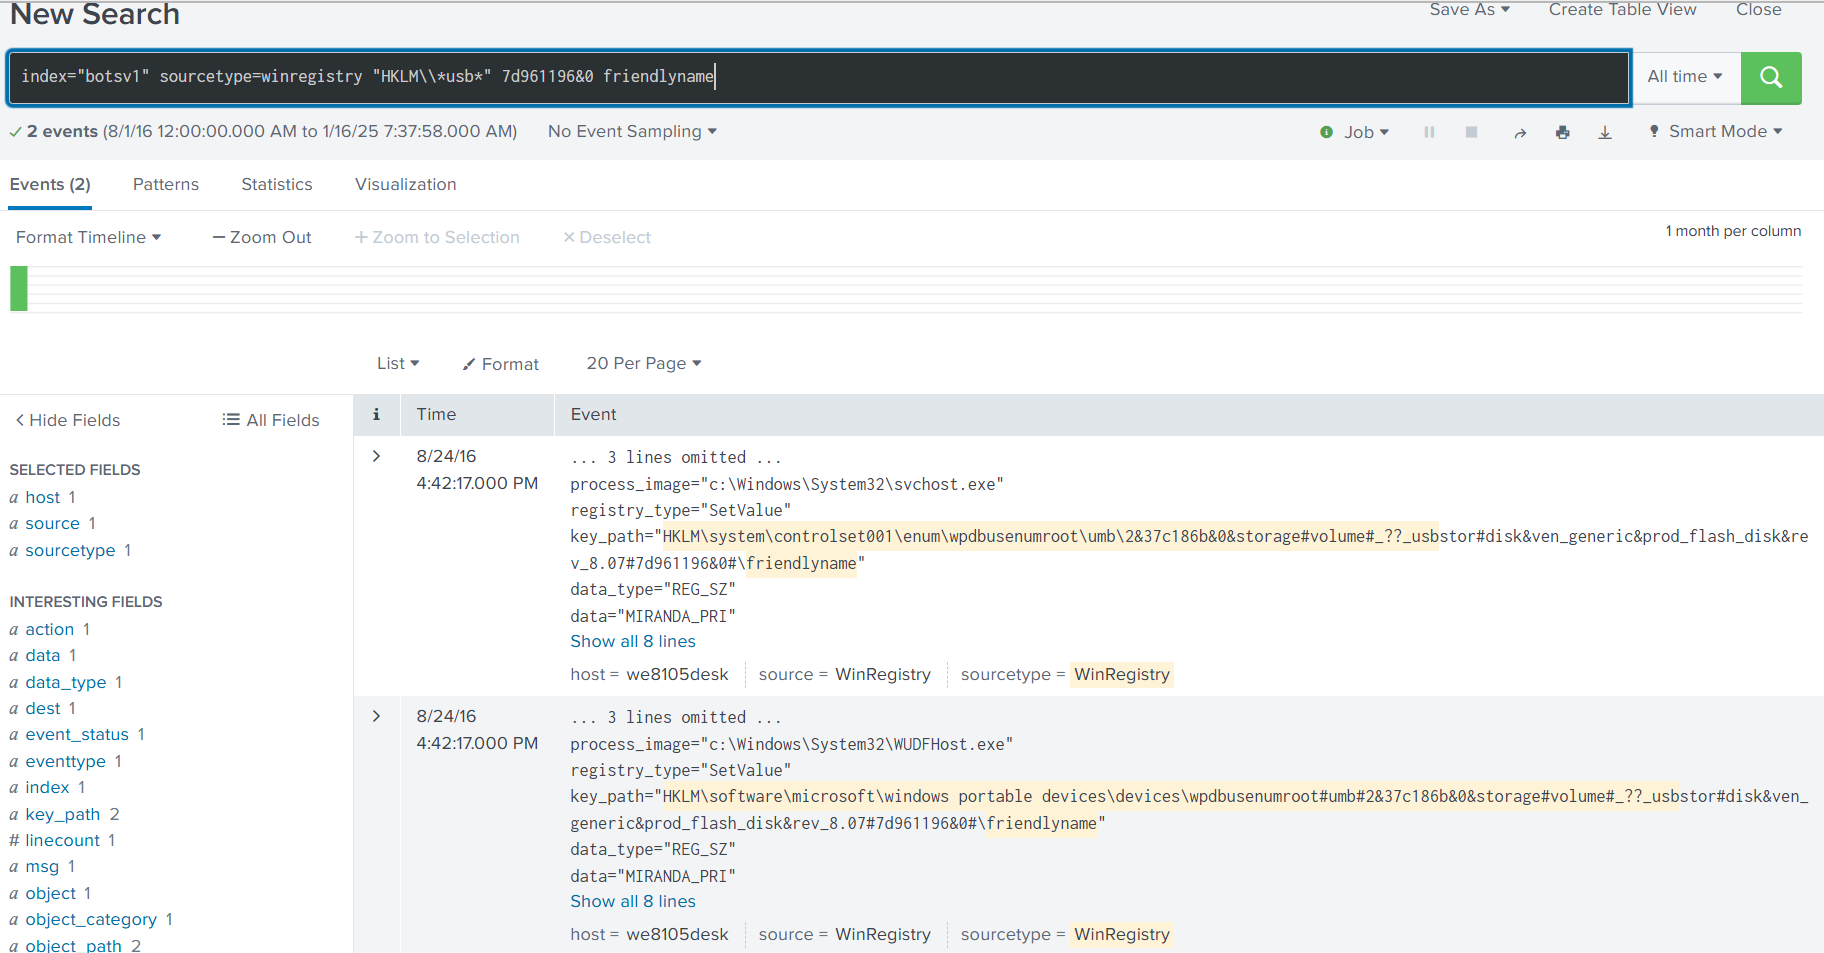 New Search
Save As
Create Table View
Close
index="botsv1" sourcetype=winregistry "HKLM\\*usb*" 7d961196&0 friendlyname
All time
2 events (8/1/16 12:00:00.000 AM to 1/16/25 7:37:58.000 AM)
No Event Sampling
Job
Smart Mode
Events (2)
Patterns
Statistics
Visualization
Format Timeline
Zoom Out
Zoom to Selection
Deselect
1 month per column
List
Format
20 Per Page
Hide Fields
All Fields
SELECTED FIELDS
a host 1
a source 1
a sourcetype 1
INTERESTING FIELDS
a action 1
a data 1
a data_type 1
a dest 1
a event_status 1
a eventtype 1
a index 1
a key_path 2
# linecount 1
a msg 1
a object 1
a object_category 1
a object_path 2
i
Time
Event
8/24/16
4:42:17.000 PM
... 3 lines omitted ...
process_image="c:\Windows\System32\svchost.exe"
registry_type="SetValue"
key_path="HKLM\system\controlset001\enum\wpdbusenumroot\umb\2&37c186b&0&storage#volume#_??_usbstor#disk&ven_generic&prod_flash_disk&re
v_8.07#7d961196&0#\friendlyname"
data_type="REG_SZ"
data="MIRANDA_PRI"
Show all 8 lines
host = we8105desk
source = WinRegistry
sourcetype = WinRegistry
8/24/16
4:42:17.000 PM
... 3 lines omitted ...
process_image="c:\Windows\System32\WUDFHost.exe"
registry_type="SetValue"
key_path="HKLM\software\microsoft\windows portable devices\devices\wpdbusenumroot#umb#2&37c186b&0&storage#volume#_??_usbstor#disk&ven_
generic&prod_flash_disk&rev_8.07#7d961196&0#\friendlyname"
data_type="REG_SZ"
data="MIRANDA_PRI"
Show all 8 lines
host = we8105desk
source = WinRegistry
sourcetype = WinRegistry